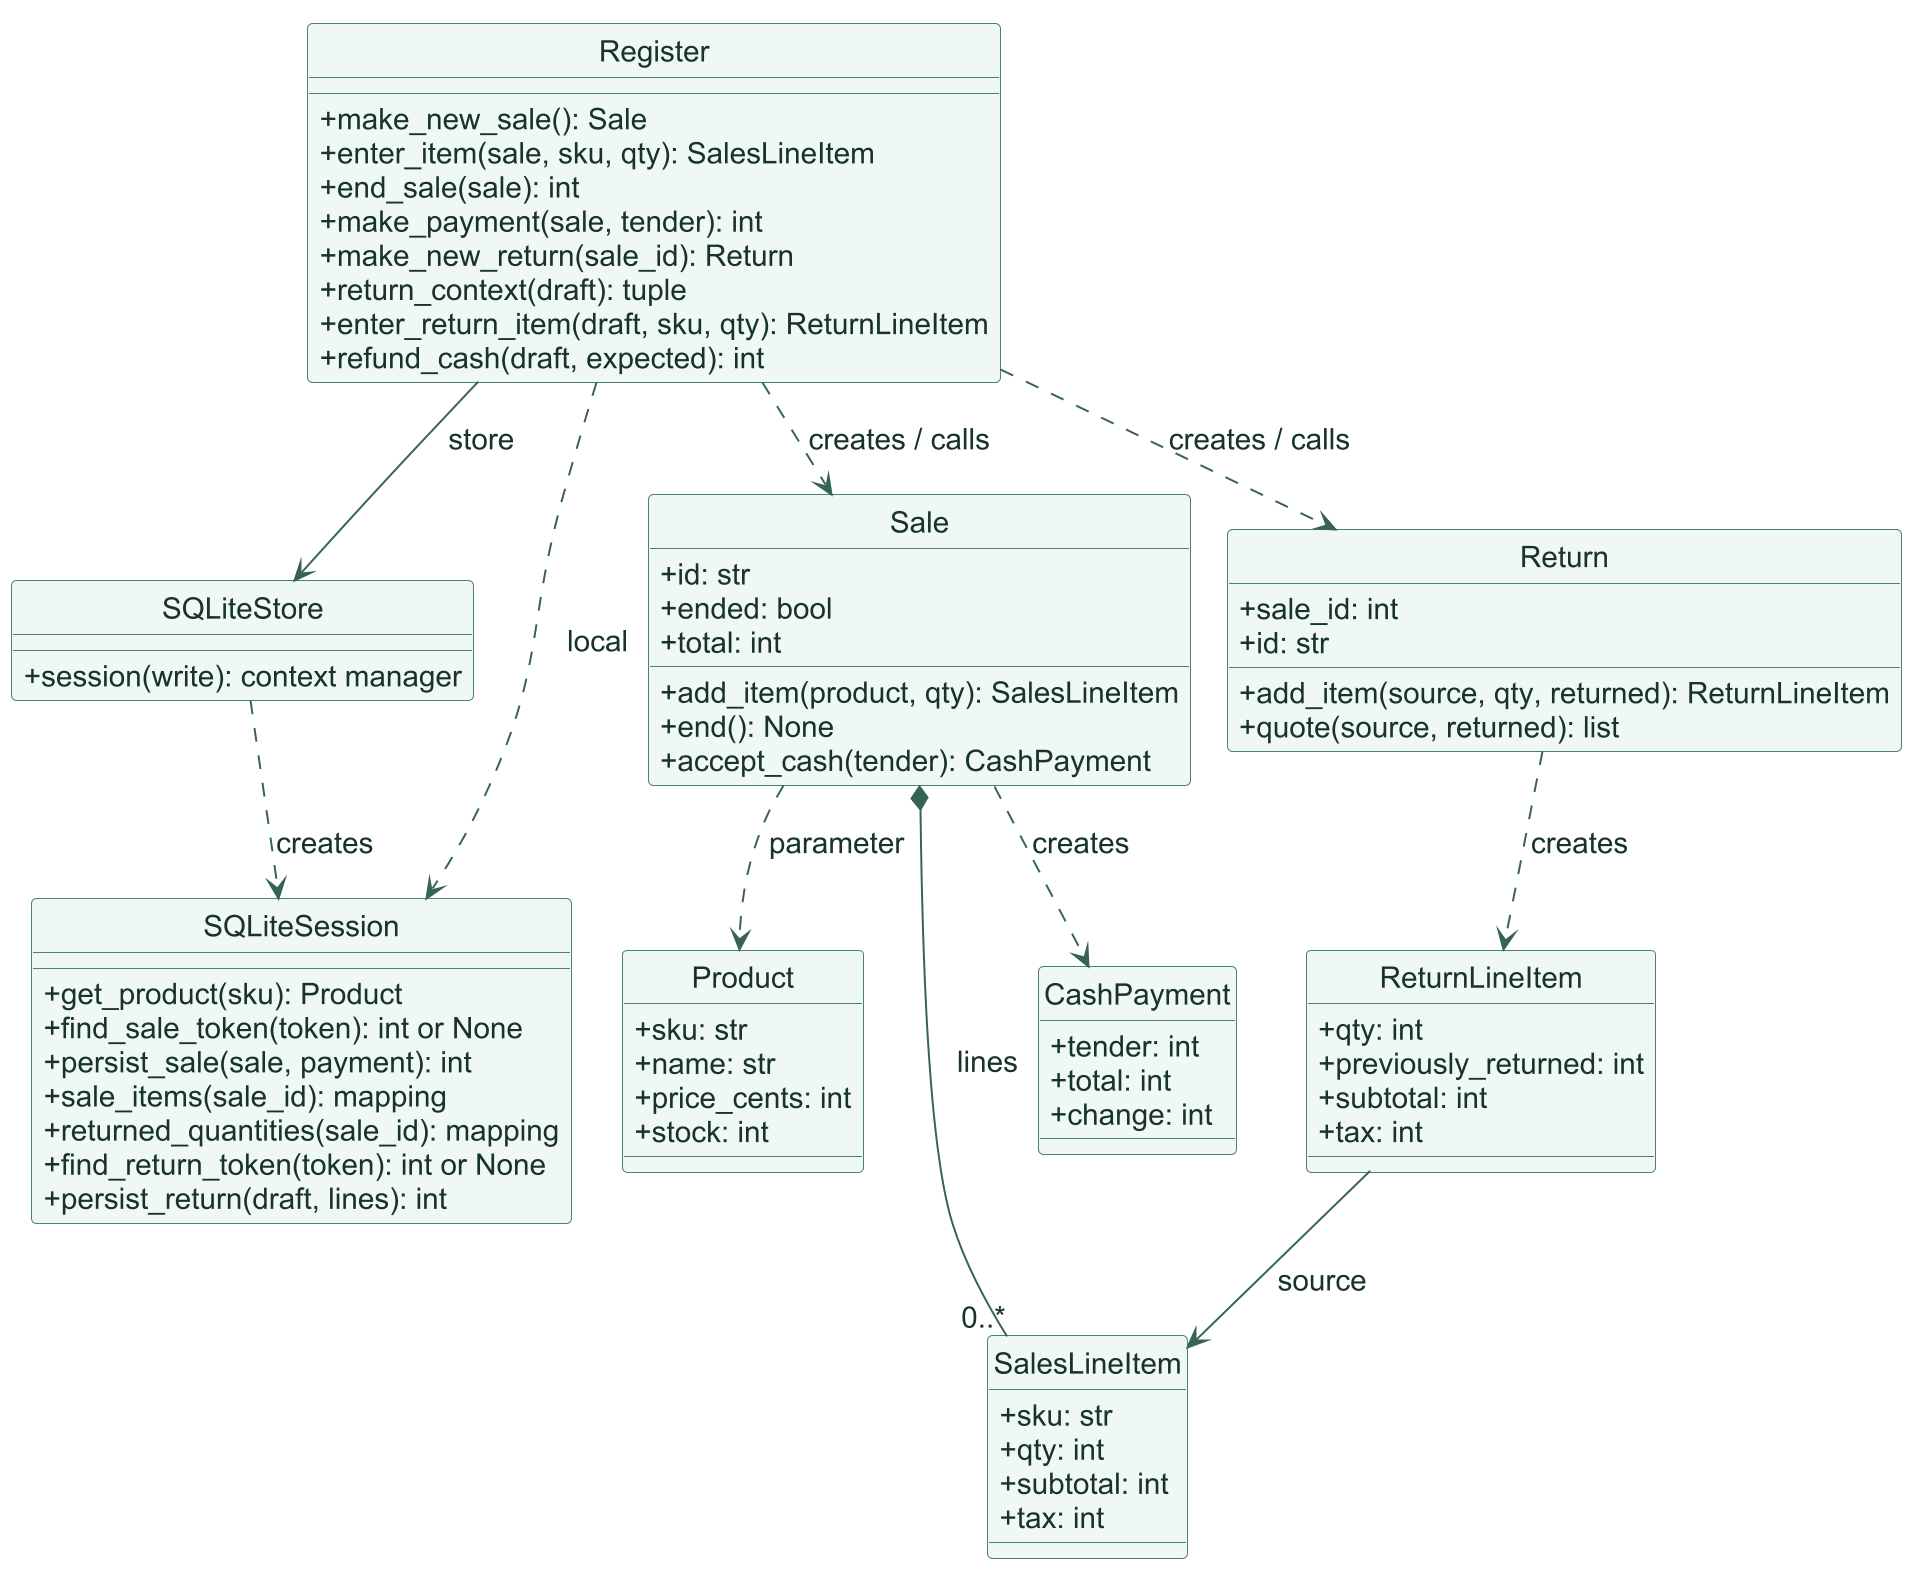 Register
+make_new_sale(): Sale
+enter_item(sale, sku, qty): SalesLineItem
+end_sale(sale): int
+make_payment(sale, tender): int
+make_new_return(sale_id): Return
+return_context(draft): tuple
+enter_return_item(draft, sku, qty): ReturnLineItem
+refund_cash(draft, expected): int
store
creates / calls
creates / calls
local
SQLiteStore
+session(write): context manager
Sale
+id: str
+ended: bool
+total: int
+add_item(product, qty): SalesLineItem
+end(): None
+accept_cash(tender): CashPayment
Return
+sale_id: int
+id: str
+add_item(source, qty, returned): ReturnLineItem
+quote(source, returned): list
creates
parameter
creates
creates
SQLiteSession
+get_product(sku): Product
+find_sale_token(token): int or None
+persist_sale(sale, payment): int
+sale_items(sale_id): mapping
+returned_quantities(sale_id): mapping
+find_return_token(token): int or None
+persist_return(draft, lines): int
Product
+sku: str
+name: str
+price_cents: int
+stock: int
lines
CashPayment
+tender: int
+total: int
+change: int
ReturnLineItem
+qty: int
+previously_returned: int
+subtotal: int
+tax: int
source
0..*
SalesLineItem
+sku: str
+qty: int
+subtotal: int
+tax: int